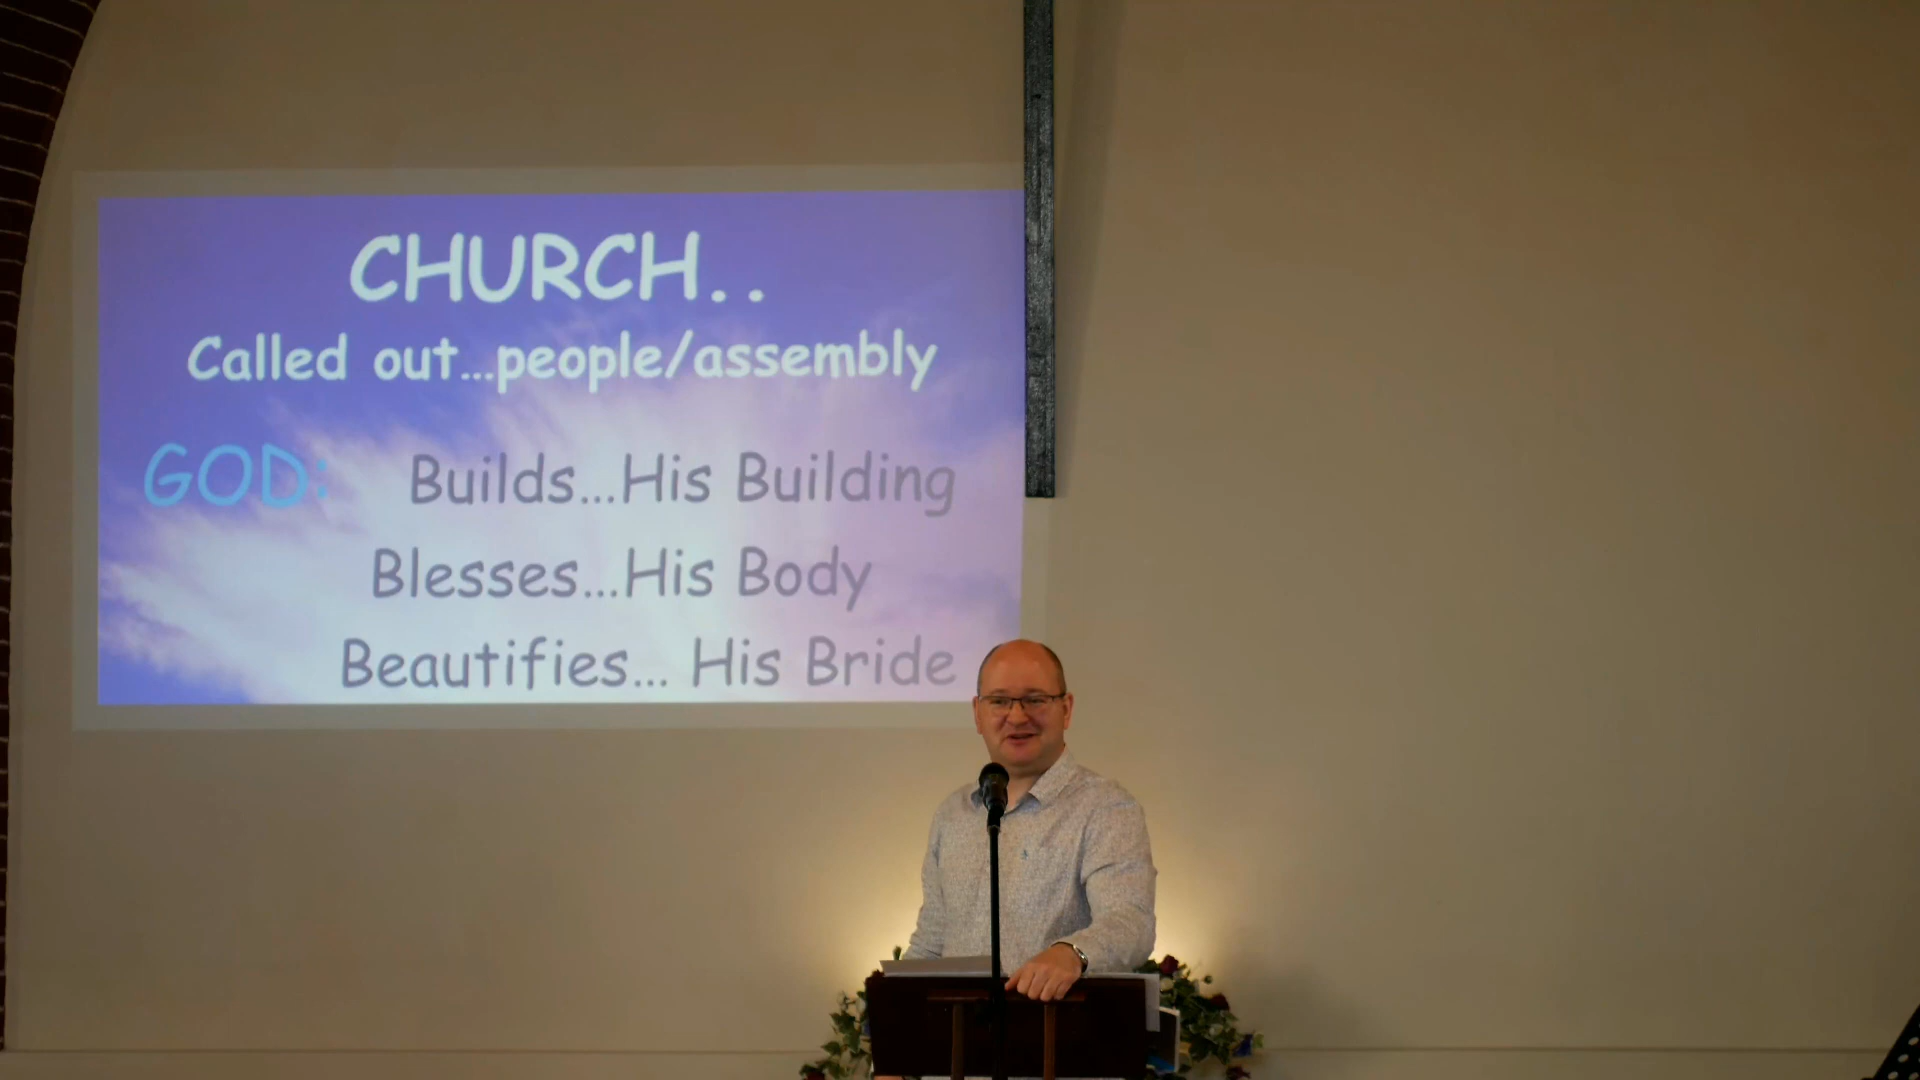 CHURCH..
Called out...people/assembly
GOD: Builds...His Building
Blesses...His Body
Beautifies... His Bride